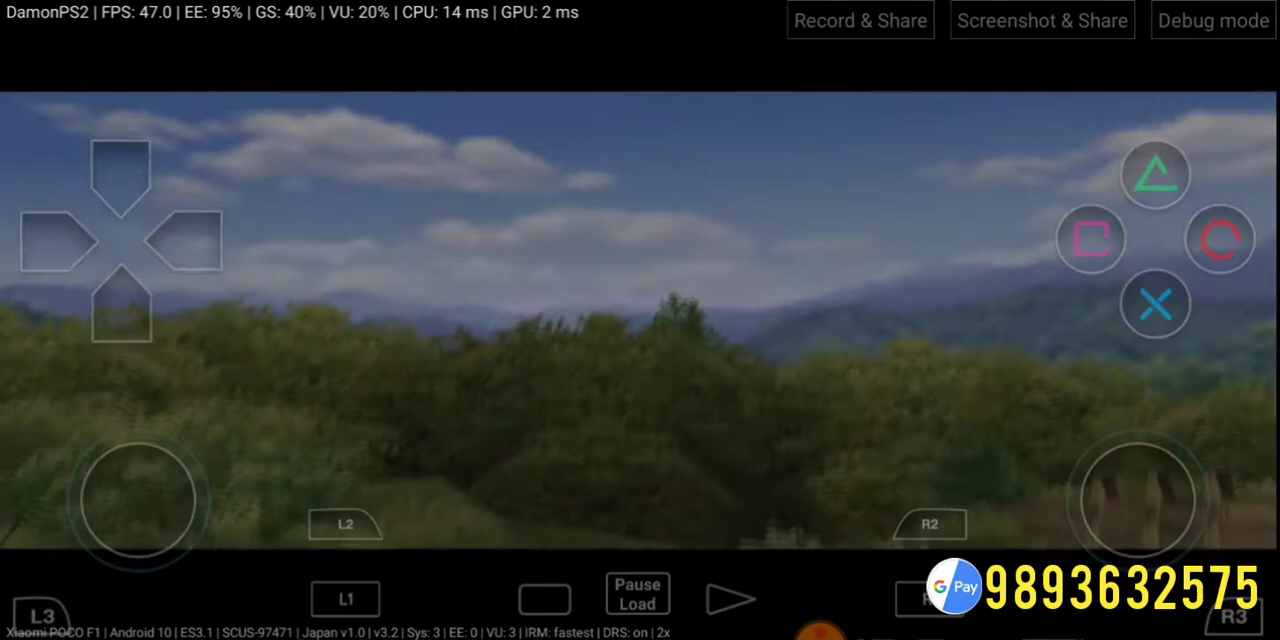 DamonPS2 | FPS: 47.0 | EE: 95% | GS: 40% | VU: 20% | CPU: 14 ms | GPU: 2 ms
Record & Share
Screenshot & Share
Debug mode
L2
R2
L1
Pause
Load
G Pay 9893632575
L3
R3
Xiaomi POCO F1 | Android 10 | ES3.1 | SCUS-97471 | Japan v1.0 | v3.2 | Sys: 3 | EE: 0 | VU: 3 | IRM: fastest | DRS: on | 2x